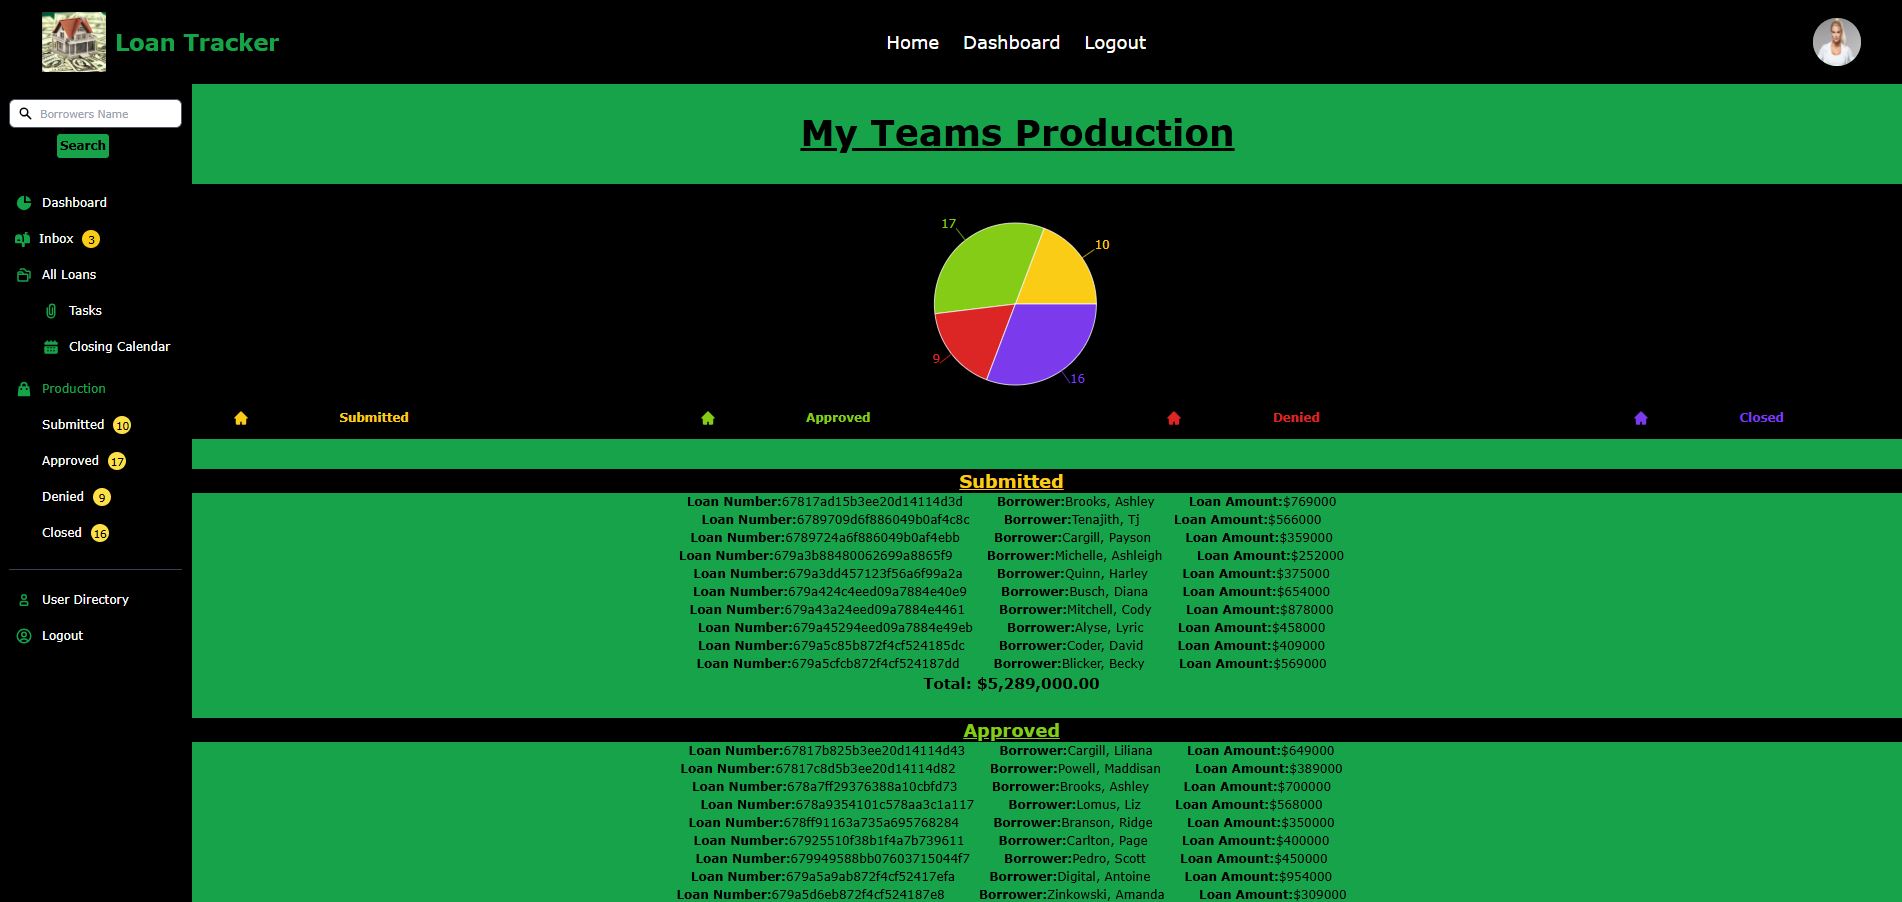 Loan Tracker
Home Dashboard Logout
Borrowers Name
Search
Dashboard
Inbox 3
All Loans
Tasks
Closing Calendar
Production
Submitted 10
Approved 17
Denied 9
Closed 16
User Directory
Logout
My Teams Production
17
10
9
16
Submitted Approved Denied Closed
Submitted
Loan Number:67817ad15b3ee20d14114d3d Borrower:Brooks, Ashley Loan Amount:$769000
Loan Number:6789709d6f886049b0af4c8c Borrower:Tenajith, Tj Loan Amount:$566000
Loan Number:6789724a6f886049b0af4ebb Borrower:Cargill, Payson Loan Amount:$359000
Loan Number:679a3b88480062699a8865f9 Borrower:Michelle, Ashleigh Loan Amount:$252000
Loan Number:679a3dd457123f56a6f99a2a Borrower:Quinn, Harley Loan Amount:$375000
Loan Number:679a424c4eed09a7884e40e9 Borrower:Busch, Diana Loan Amount:$654000
Loan Number:679a43a24eed09a7884e4461 Borrower:Mitchell, Cody Loan Amount:$878000
Loan Number:679a45294eed09a7884e49eb Borrower:Alyse, Lyric Loan Amount:$458000
Loan Number:679a5c85b872f4cf524185dc Borrower:Coder, David Loan Amount:$409000
Loan Number:679a5cfcb872f4cf524187dd Borrower:Blicker, Becky Loan Amount:$569000
Total: $5,289,000.00
Approved
Loan Number:67817b825b3ee20d14114d43 Borrower:Cargill, Liliana Loan Amount:$649000
Loan Number:67817c8d5b3ee20d14114d82 Borrower:Powell, Maddisan Loan Amount:$389000
Loan Number:678a7ff29376388a10cbfd73 Borrower:Brooks, Ashley Loan Amount:$700000
Loan Number:678a9354101c578aa3c1a117 Borrower:Lomus, Liz Loan Amount:$568000
Loan Number:678ff91163a735a695768284 Borrower:Branson, Ridge Loan Amount:$350000
Loan Number:67925510f38b1f4a7b739611 Borrower:Carlton, Page Loan Amount:$400000
Loan Number:679949588bb07603715044f7 Borrower:Pedro, Scott Loan Amount:$450000
Loan Number:679a5a9ab872f4cf52417efa Borrower:Digital, Antoine Loan Amount:$954000
Loan Number:679a5d6eb872f4cf524187e8 Borrower:Zinkowski, Amanda Loan Amount:$309000